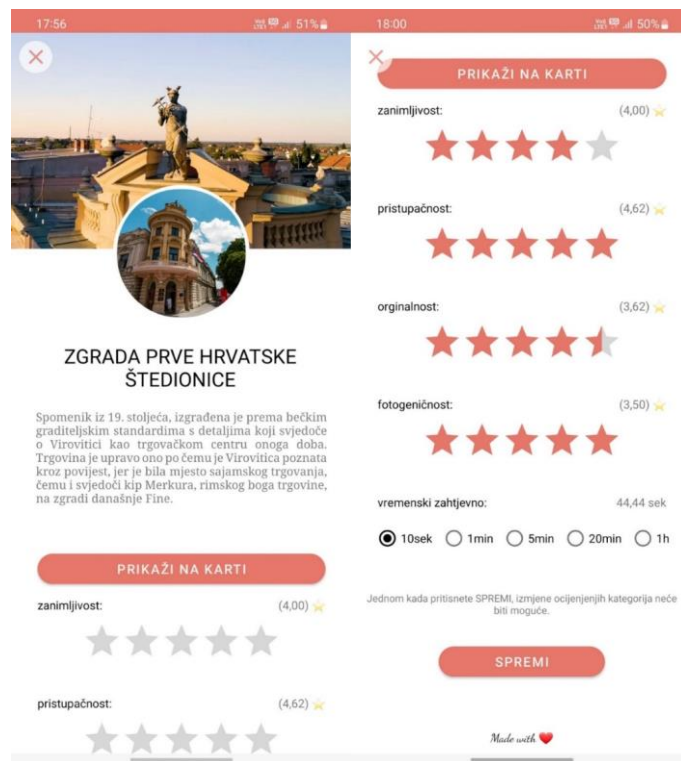 17:56
51%
ZGRADA PRVE HRVATSKE
ŠTEDIONICE
Spomenik iz 19. stoljeća, izgrađena je prema bečkim
graditeljskim standardima s detaljima koji svjedoče
o Virovitici kao trgovačkom centru onoga doba.
Trgovina je upravo ono po čemu je Virovitica poznata
kroz povijest, jer je bila mjesto sajamskog trgovanja,
čemu i svjedoči kip Merkura, rimskog boga trgovine,
na zgradi današnje Fine.
PRIKAŽI NA KARTI
zanimljivost: (4,00)
pristupačnost: (4,62)
18:00
50%
PRIKAŽI NA KARTI
zanimljivost: (4,00)
pristupačnost: (4,62)
orginalnost: (3,62)
fotogeničnost: (3,50)
vremenski zahtjevno: 44,44 sek
10sek 1min 5min 20min 1h
Jednom kada pritisnete SPREMI, izmjene ocijenjenjih kategorija neće
biti moguće.
SPREMI
Made with